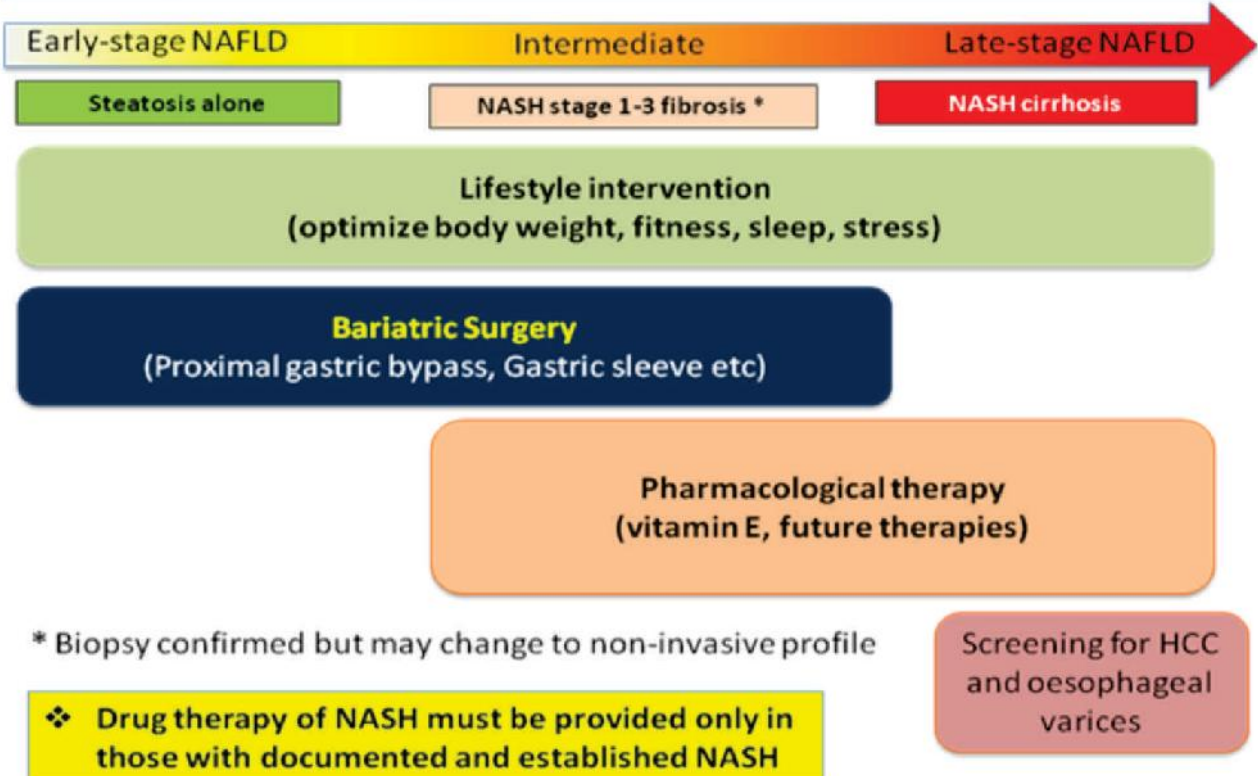 Early-stage NAFLD Intermediate Late-stage NAFLD
Steatosis alone NASH stage 1-3 fibrosis * NASH cirrhosis
Lifestyle intervention
(optimize body weight, fitness, sleep, stress)
Bariatric Surgery
(Proximal gastric bypass, Gastric sleeve etc)
Pharmacological therapy
(vitamin E, future therapies)
* Biopsy confirmed but may change to non-invasive profile
Screening for HCC
and oesophageal
varices
❖ Drug therapy of NASH must be provided only in
those with documented and established NASH